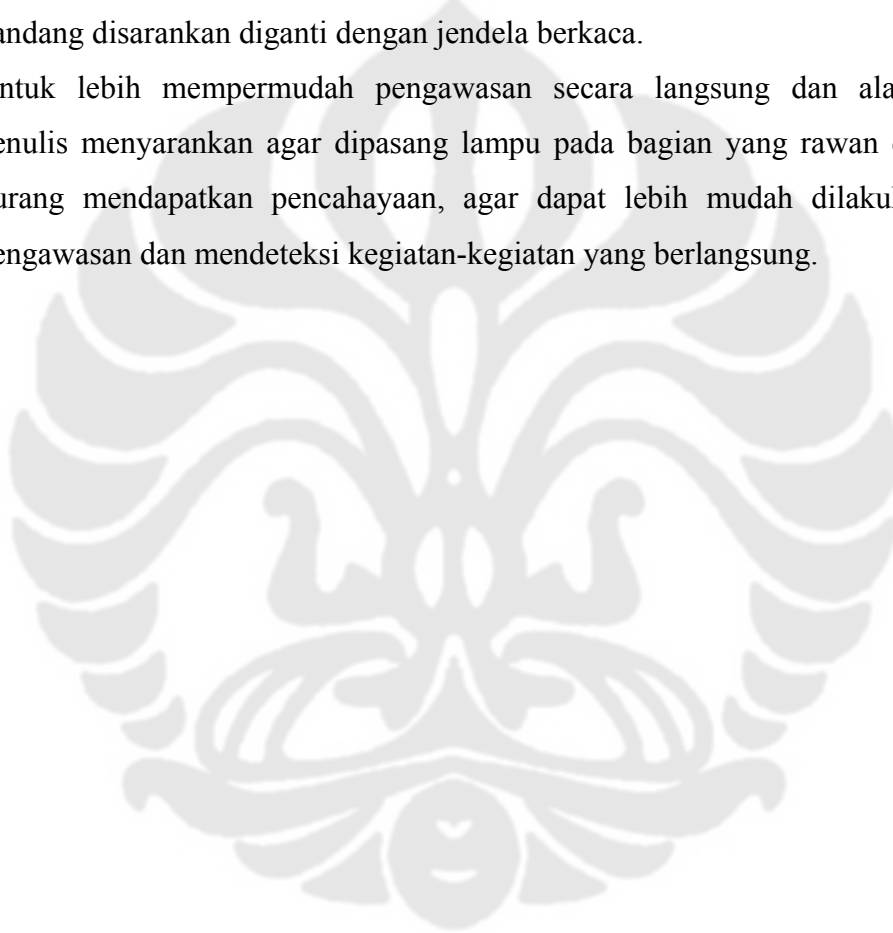 andang disarankan diganti dengan jendela berkaca.
ntuk lebih mempermudah pengawasan secara langsung dan ala
enulis menyarankan agar dipasang lampu pada bagian yang rawan
urang mendapatkan pencahayaan, agar dapat lebih mudah dilaku
engawasan dan mendeteksi kegiatan-kegiatan yang berlangsung.